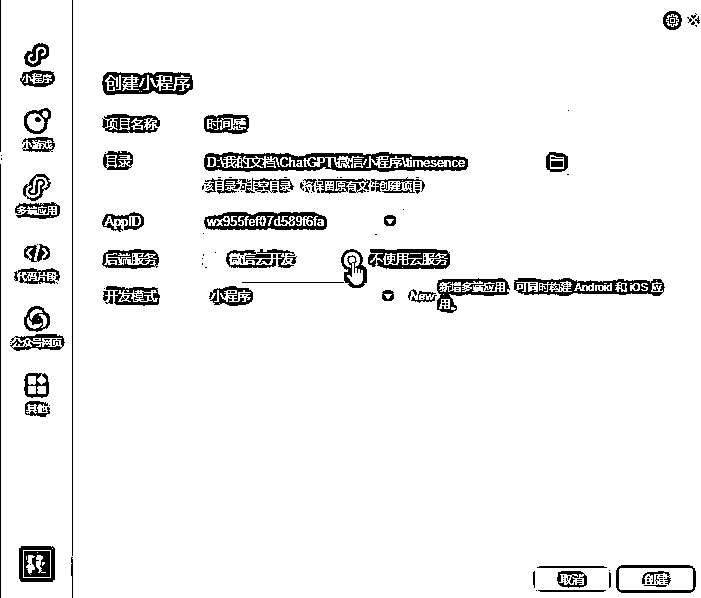 小程序
小游戏
多端应用
代码片段
公众号网页
其他
创建小程序
项目名称 时间感
目录 D:\我的文档\ChatGPT\微信小程序\timesence
该目录为非空目录，将保留原有文件创建项目
AppID wx955fef07d589f6fa
后端服务 微信云开发 不使用云服务
开发模式 小程序 New 新增多端应用，可同时构建 Android 和 iOS 应
用。
取消 创建